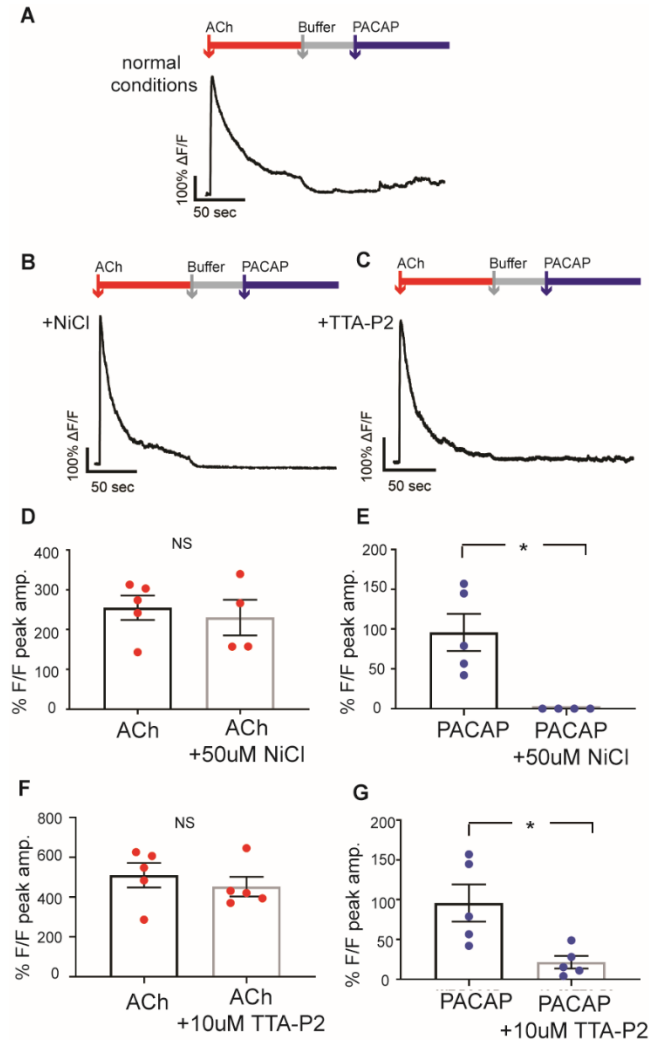 A
ACh Buffer PACAP
normal
conditions
100% ΔF/F
50 sec
B
ACh Buffer PACAP
+NiCl
100% ΔF/F
50 sec
C
ACh Buffer PACAP
+TTA-P2
100% ΔF/F
50 sec
D
NS
% F/F peak amp.
400
300
200
100
0
ACh
ACh
+50uM NiCl
E
*
% F/F peak amp.
200
150
100
50
0
PACAP
PACAP
+50uM NiCl
F
NS
% F/F peak amp.
800
600
400
200
0
ACh
ACh
+10uM TTA-P2
G
*
% F/F peak amp.
200
150
100
50
0
PACAP
PACAP
+10uM TTA-P2